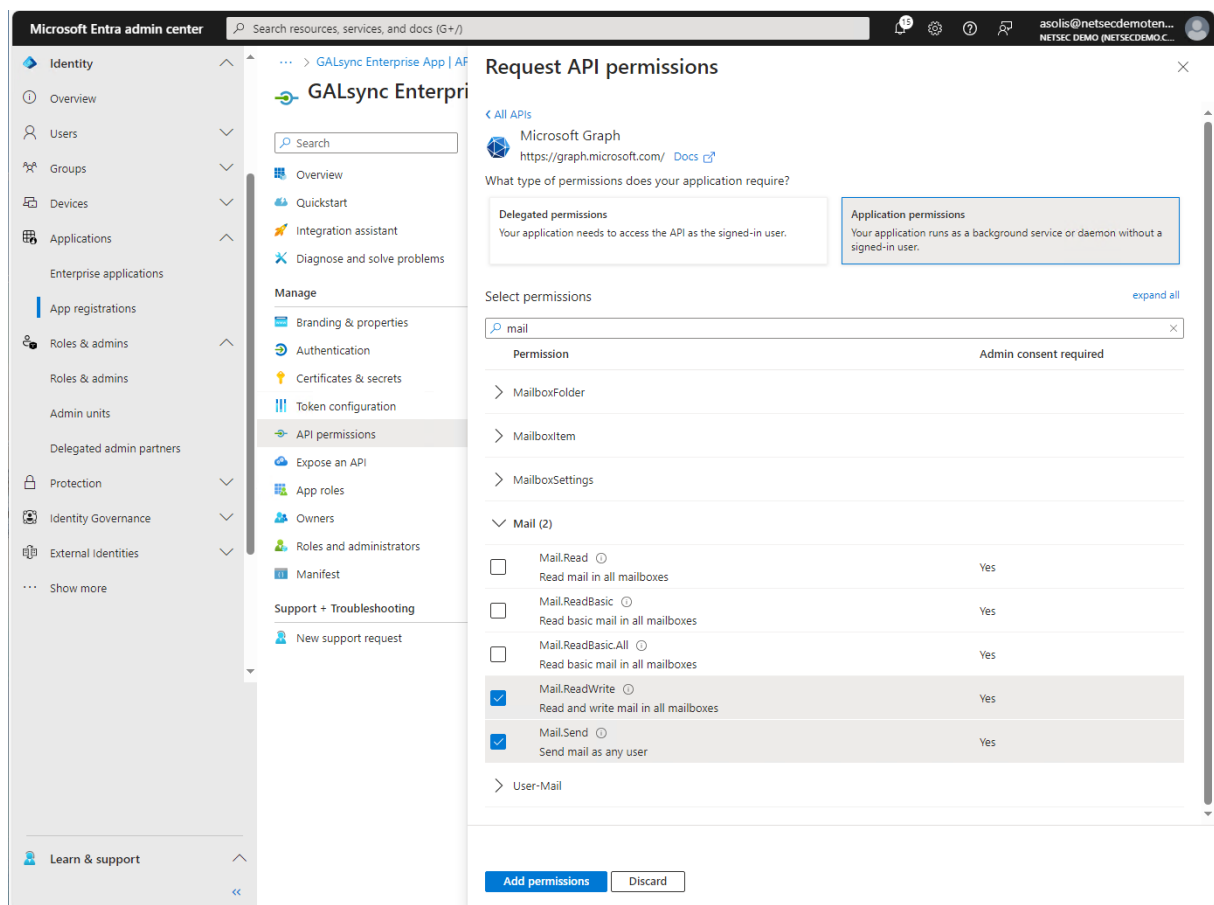 Microsoft Entra admin center
Search resources, services, and docs (G+/)
15
asolis@netsecdemoten...
NETSEC DEMO (NETSECDEMO.C...
Identity
Overview
Users
Groups
Devices
Applications
Enterprise applications
App registrations
Roles & admins
Roles & admins
Admin units
Delegated admin partners
Protection
Identity Governance
External Identities
Show more
Learn & support
... > GALsync Enterprise App | AP
GALsync Enterpri
Search
Overview
Quickstart
Integration assistant
Diagnose and solve problems
Manage
Branding & properties
Authentication
Certificates & secrets
Token configuration
API permissions
Expose an API
App roles
Owners
Roles and administrators
Manifest
Support + Troubleshooting
New support request
Request API permissions
All APIs
Microsoft Graph
https://graph.microsoft.com/ Docs
What type of permissions does your application require?
Delegated permissions
Your application needs to access the API as the signed-in user.
Application permissions
Your application runs as a background service or daemon without a
signed-in user.
Select permissions
expand all
mail
Permission Admin consent required
MailboxFolder
MailboxItem
MailboxSettings
Mail (2)
Mail.Read
Read mail in all mailboxes
Yes
Mail.ReadBasic
Read basic mail in all mailboxes
Yes
Mail.ReadBasic.All
Read basic mail in all mailboxes
Yes
Mail.ReadWrite
Read and write mail in all mailboxes
Yes
Mail.Send
Send mail as any user
Yes
User-Mail
Add permissions
Discard